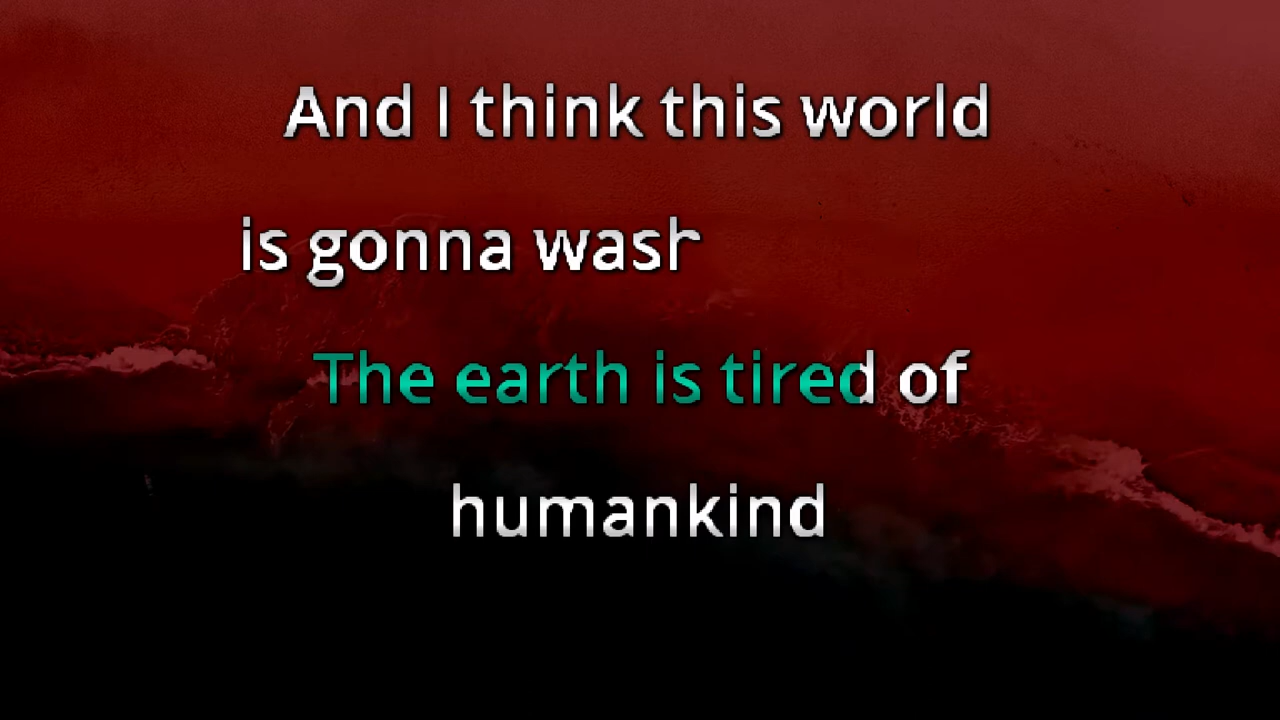 And I think this world
is gonna wash
The earth is tired of
humankind